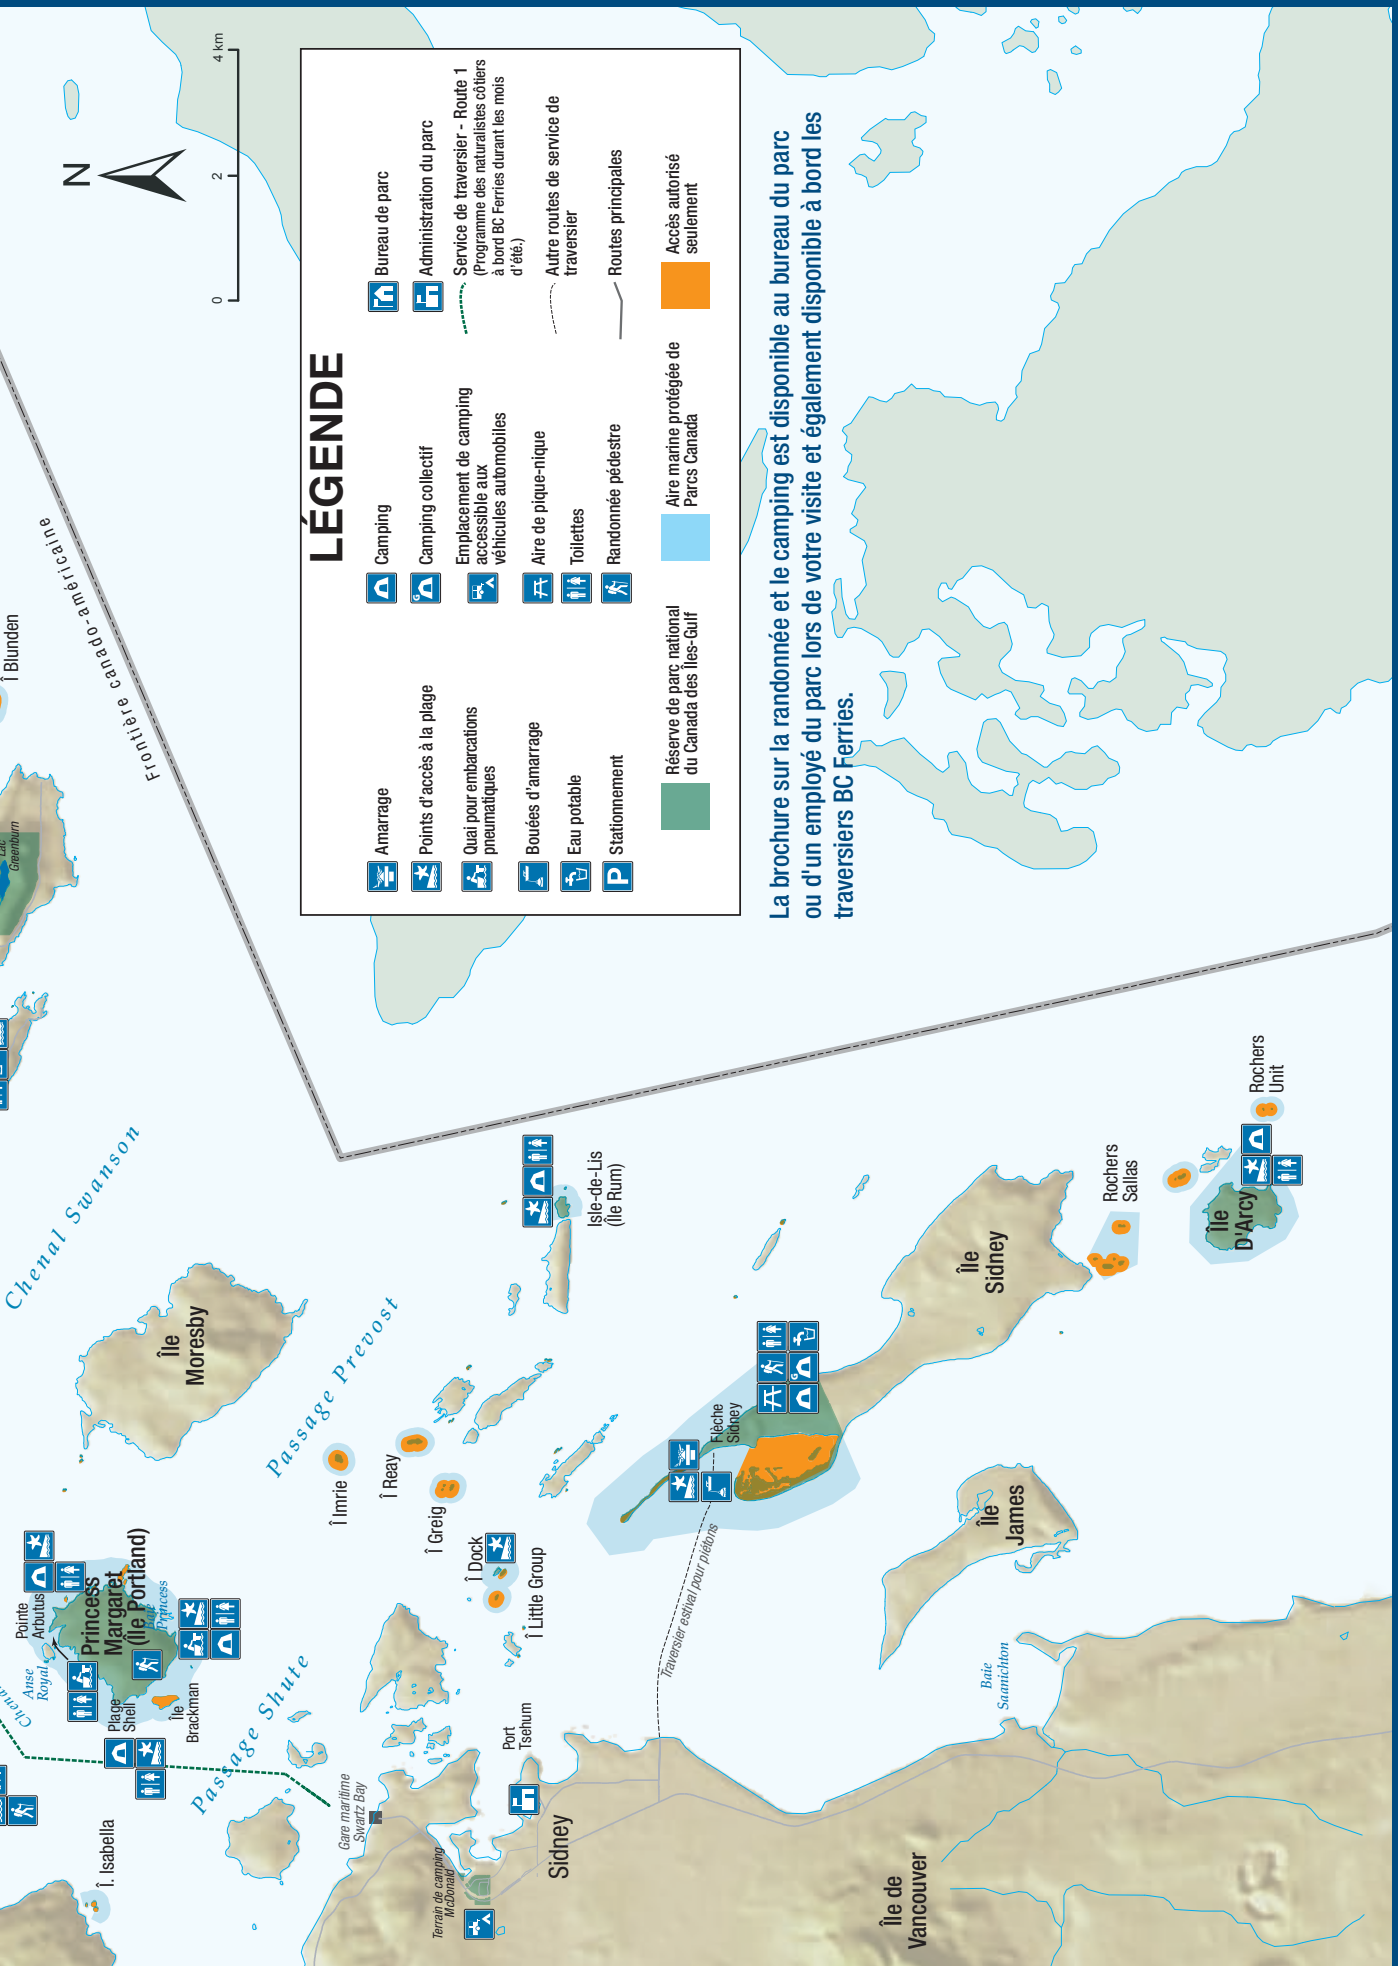 LÉGENDE
Amarrage
Points d'accès à la plage
Quai pour embarcations
pneumatiques
Bouées d'amarrage
Eau potable
P
Stationnement
Camping
G
Camping collectif
Emplacement de camping
accessible aux
véhicules automobiles
Aire de pique-nique
Toilettes
Randonnée pédestre
Bureau de parc
Administration du parc
Service de traversier - Route 1
(Programme des naturalistes côtiers
à bord BC Ferries durant les mois
d'été.)
Autre routes de service de
traversier
Routes principales
Réserve de parc national
du Canada des Îles-Gulf
Aire marine protégée de
Parcs Canada
Accès autorisé
seulement
La brochure sur la randonnée et le camping est disponible au bureau du parc
ou d'un employé du parc lors de votre visite et également disponible à bord les
traversiers BC Ferries.
N
0
2
4 km
Frontière canado-américaine
Î Blunden
Lac
Greenburn
Chenal Swanson
Île
Moresby
Passage Prevost
Î Imrie
Î Reay
Î Greig
Î Dock
Î Little Group
Isle-de-Lis
(Île Rum)
Pointe
Arbutus
Princess
Margaret
(Île Portland)
Baie
Princess
Anse
Royal
Plage
Shell
Île
Brackman
Passage Shute
Î. Isabella
Gare maritime
Swartz Bay
Port
Tsehum
Sidney
Terrain de camping
McDonald
Traversier estival pour piétons
Flèche
Sidney
G
Île
Sidney
Île
James
Rochers
Sallas
Île
D'Arcy
Rochers
Unit
Baie
Saanichton
Île de
Vancouver